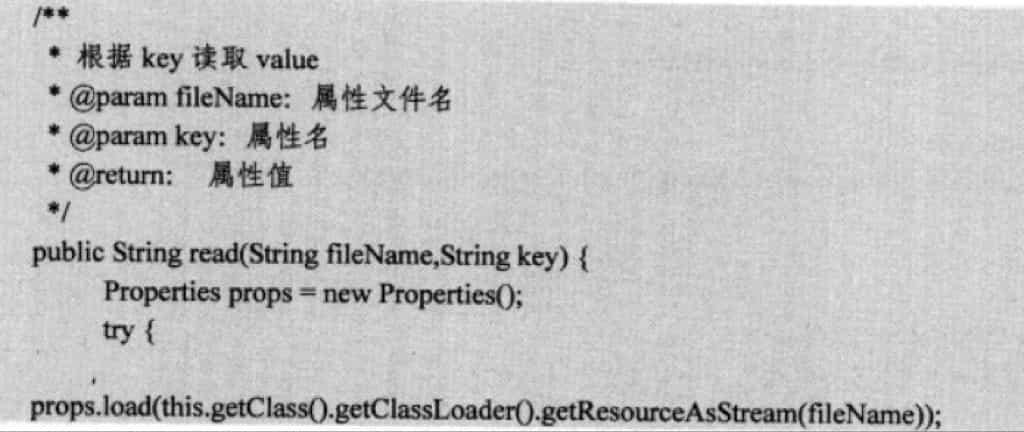 /**
* 根据 key 读取 value
* @param fileName: 属性文件名
* @param key: 属性名
* @return: 属性值
*/
public String read(String fileName,String key) {
Properties props = new Properties();
try {
props.load(this.getClass().getClassLoader().getResourceAsStream(fileName));